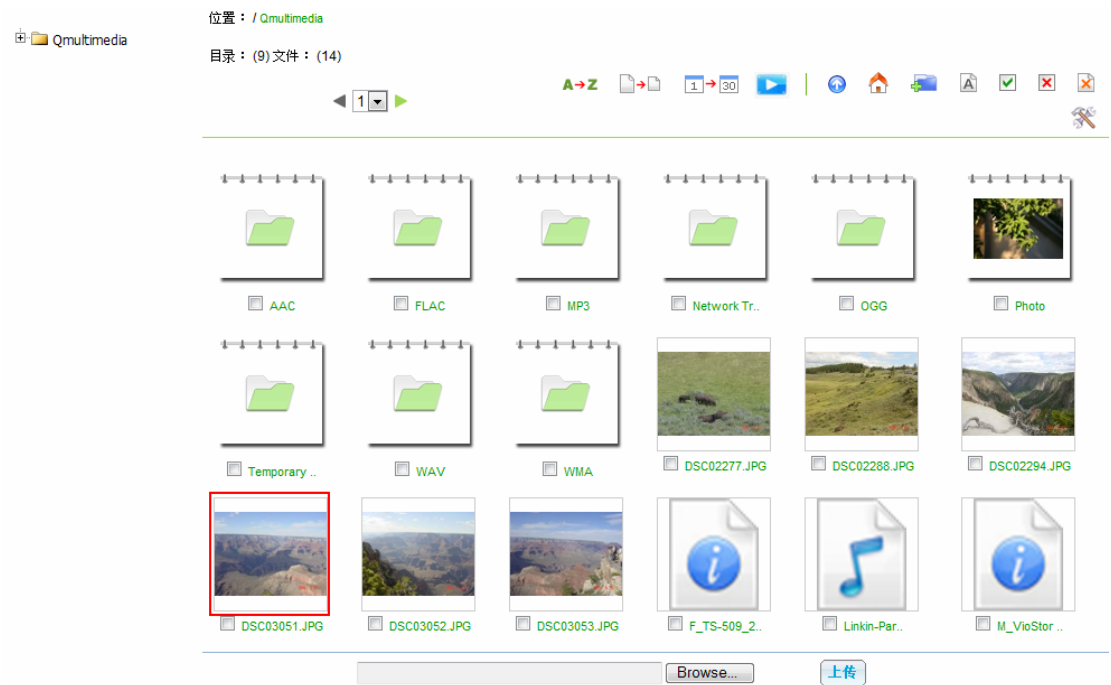 位置： / Qmultimedia
Qmultimedia
目录： (9) 文件： (14)
A→Z 1→30 A
1
AAC FLAC MP3 Network Tr.. OGG Photo
Temporary .. WAV WMA DSC02277.JPG DSC02288.JPG DSC02294.JPG
DSC03051.JPG DSC03052.JPG DSC03053.JPG F_TS-509_2.. Linkin-Par.. M_VioStor ..
Browse... 上传